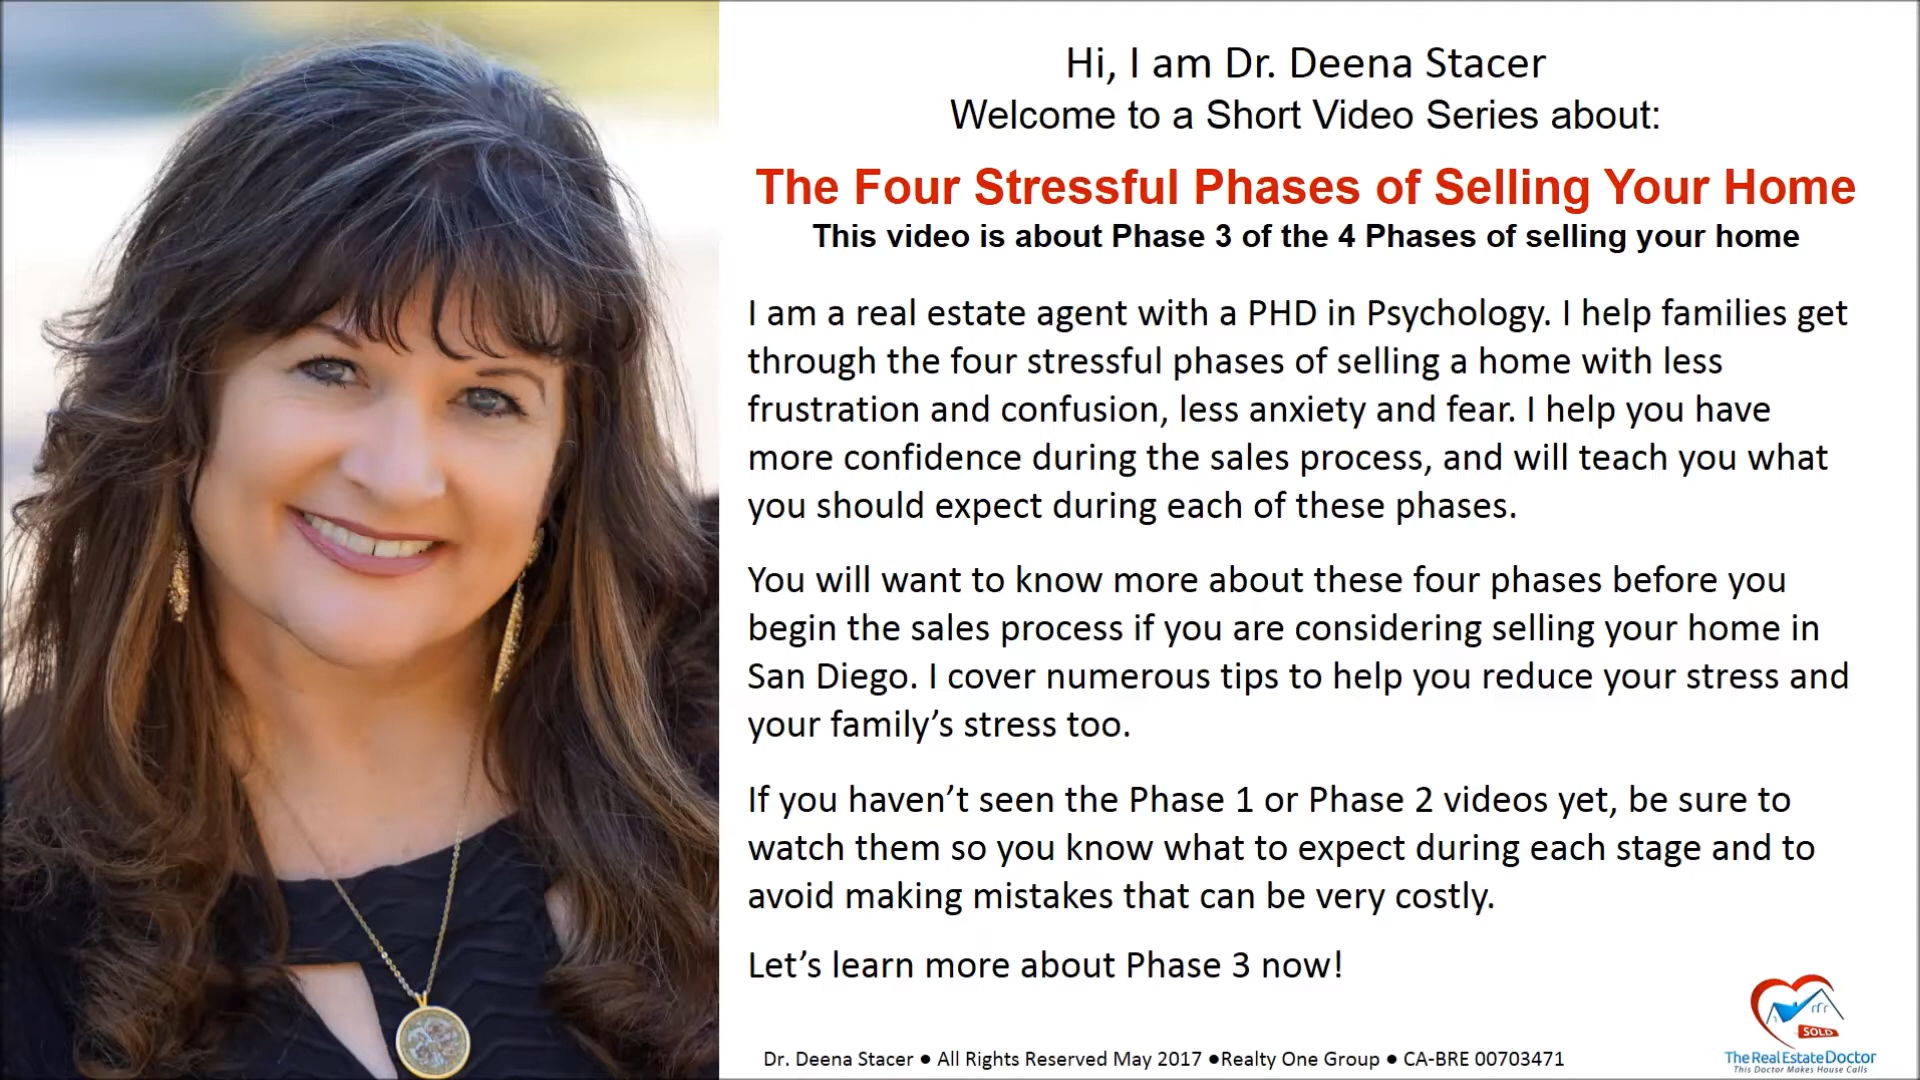 Hi, I am Dr. Deena Stacer
Welcome to a Short Video Series about:
The Four Stressful Phases of Selling Your Home
This video is about Phase 3 of the 4 Phases of selling your home
I am a real estate agent with a PHD in Psychology. I help families get
through the four stressful phases of selling a home with less
frustration and confusion, less anxiety and fear. I help you have
more confidence during the sales process, and will teach you what
you should expect during each of these phases.
You will want to know more about these four phases before you
begin the sales process if you are considering selling your home in
San Diego. I cover numerous tips to help you reduce your stress and
your family’s stress too.
If you haven’t seen the Phase 1 or Phase 2 videos yet, be sure to
watch them so you know what to expect during each stage and to
avoid making mistakes that can be very costly.
Let’s learn more about Phase 3 now!
SOLD
The Real Estate Doctor
This Doctor Makes House Calls
Dr. Deena Stacer ● All Rights Reserved May 2017 ●Realty One Group ● CA-BRE 00703471